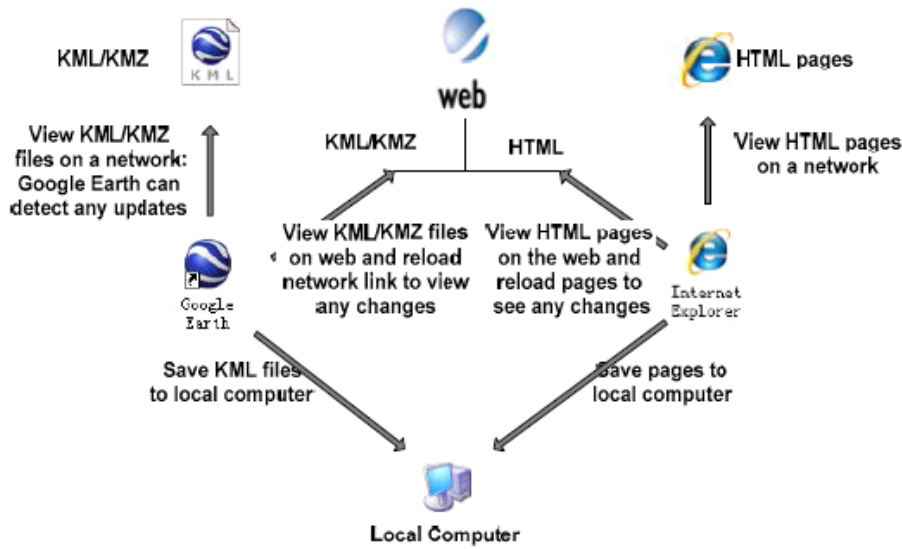 KML/KMZ
KML
web
HTML pages
View KML/KMZ
files on a network:
Google Earth can
detect any updates
KML/KMZ
HTML
View HTML pages
on a network
View KML/KMZ files
on web and reload
network link to view
any changes
View HTML pages
on the web and
reload pages to
see any changes
Google
Earth
Internet
Explorer
Save KML files
to local computer
Save pages to
local computer
Local Computer